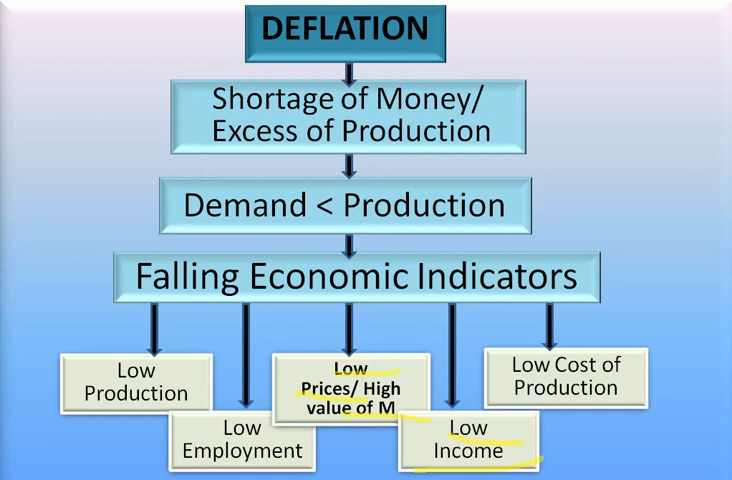 DEFLATION
Shortage of Money/
Excess of Production
Demand < Production
Falling Economic Indicators
Low
Production
Low
Employment
Low
Prices/ High
value of M
Low
Income
Low Cost of
Production